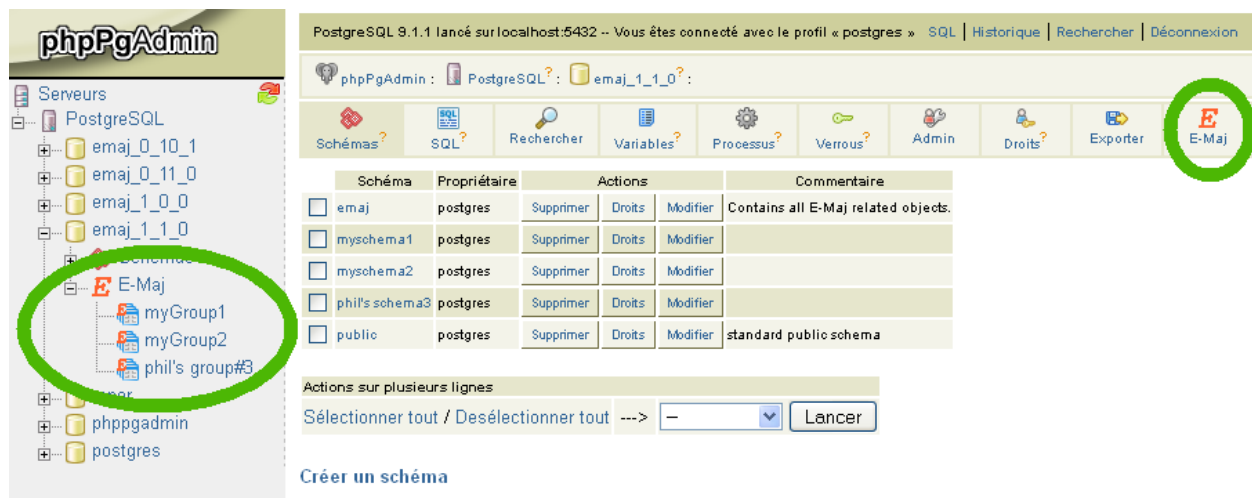 phpPgAdmin
Serveurs
PostgreSQL
emaj_0_10_1
emaj_0_11_0
emaj_1_0_0
emaj_1_1_0
E-Maj
myGroup1
myGroup2
phil's group#3
phppgadmin
postgres
PostgreSQL 9.1.1 lancé sur localhost:5432 -- Vous êtes connecté avec le profil « postgres » SQL | Historique | Rechercher | Déconnexion
phpPgAdmin : PostgreSQL? : emaj_1_1_0? :
Schémas? SQL? Rechercher Variables? Processus? Verrous? Admin Droits? Exporter E-Maj
Schéma Propriétaire Actions Commentaire
emaj postgres Supprimer Droits Modifier Contains all E-Maj related objects.
myschema1 postgres Supprimer Droits Modifier
myschema2 postgres Supprimer Droits Modifier
phil's schema3 postgres Supprimer Droits Modifier
public postgres Supprimer Droits Modifier standard public schema
Actions sur plusieurs lignes
Sélectionner tout / Desélectionner tout ---> -- Lancer
Créer un schéma